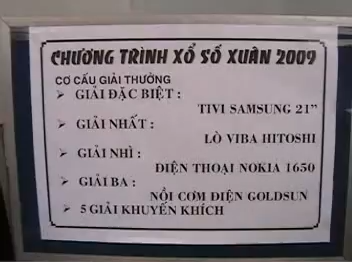 CHƯƠNG TRÌNH XỔ SỐ XUÂN 2009
CƠ CẤU GIẢI THƯỞNG
➢ GIẢI ĐẶC BIỆT :
TIVI SAMSUNG 21”
➢ GIẢI NHẤT :
LÒ VIBA HITOSHI
➢ GIẢI NHÌ :
ĐIỆN THOẠI NOKIA 1650
➢ GIẢI BA :
NỒI CƠM ĐIỆN GOLDSUN
➢ 5 GIẢI KHUYẾN KHÍCH